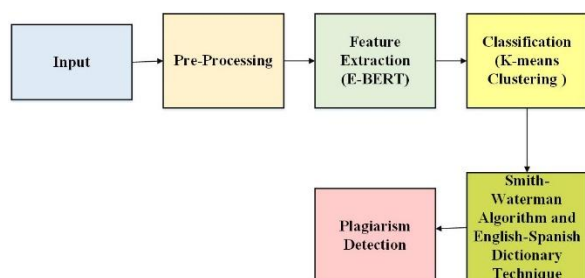 Input
Pre-Processing
Feature
Extraction
(E-BERT)
Classification
(K-means
Clustering )
Smith-
Waterman
Algorithm and
English-Spanish
Dictionary
Technique
Plagiarism
Detection